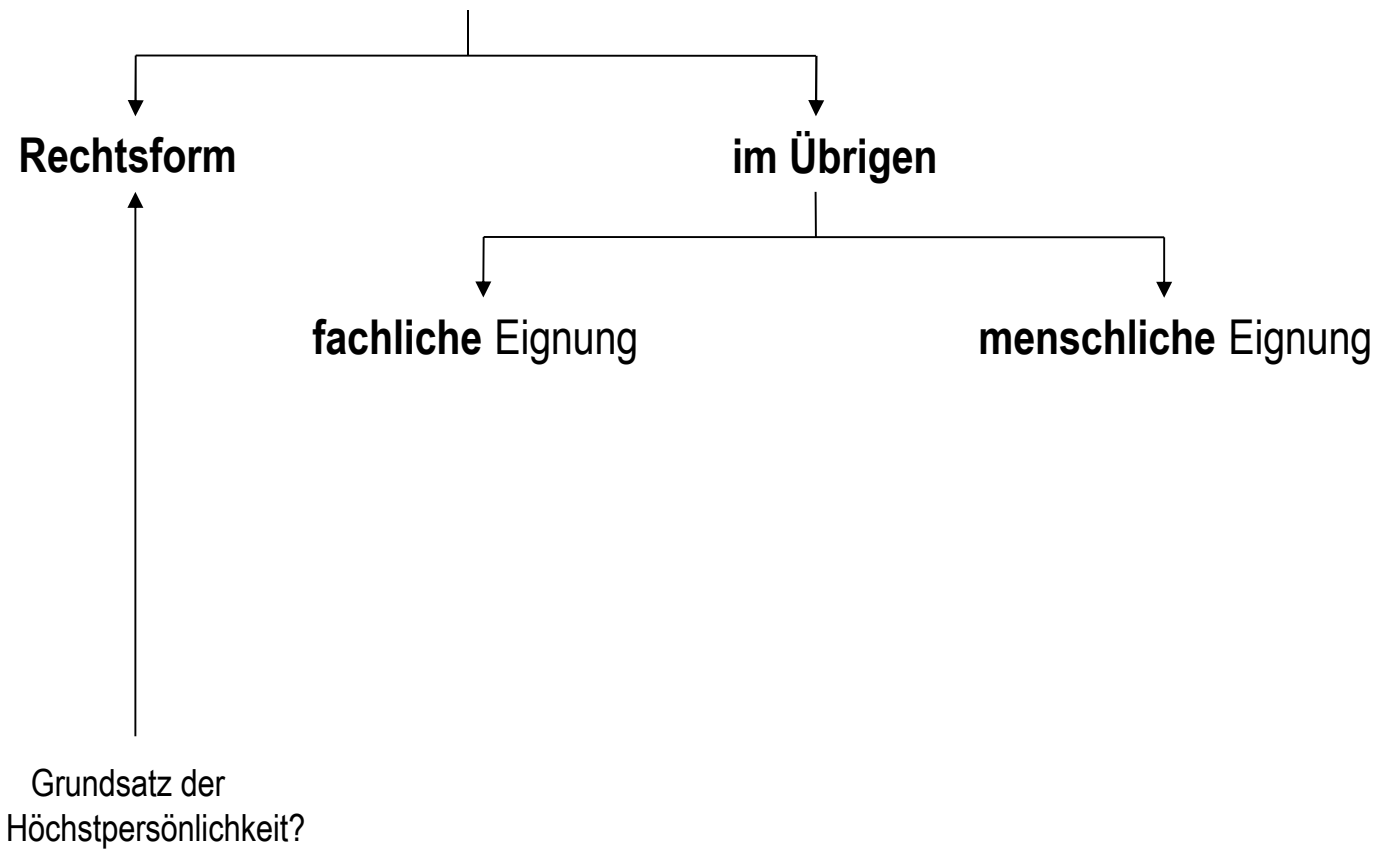 Rechtsform
im Übrigen
fachliche Eignung
menschliche Eignung
Grundsatz der
Höchstpersönlichkeit?